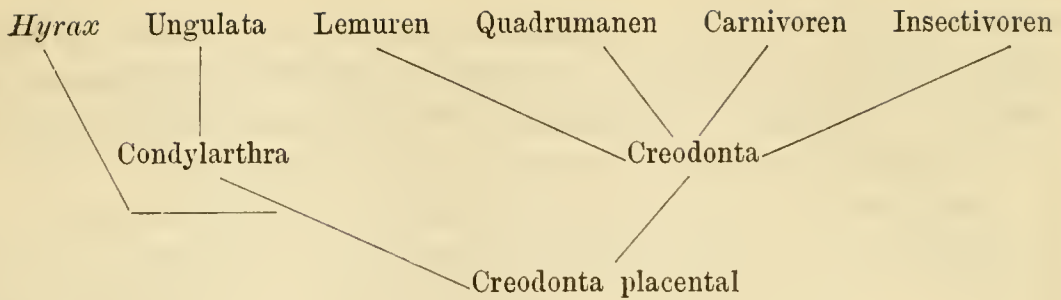 Hyrax Ungulata Lemuren Quadrumanen Carnivoren Insectivoren
Condylarthra Creodonta
Creodonta placental